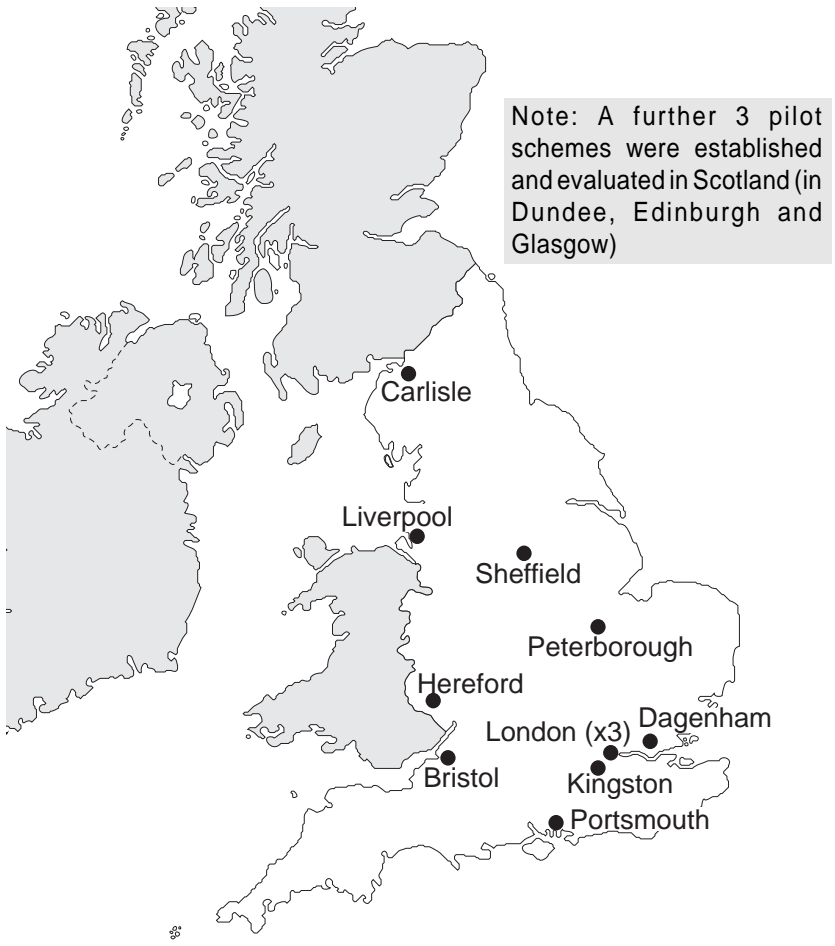 Note: A further 3 pilot
schemes were established
and evaluated in Scotland (in
Dundee, Edinburgh and
Glasgow)
Carlisle
Liverpool
Sheffield
Peterborough
Hereford
Dagenham
London (x3)
Bristol
Kingston
Portsmouth